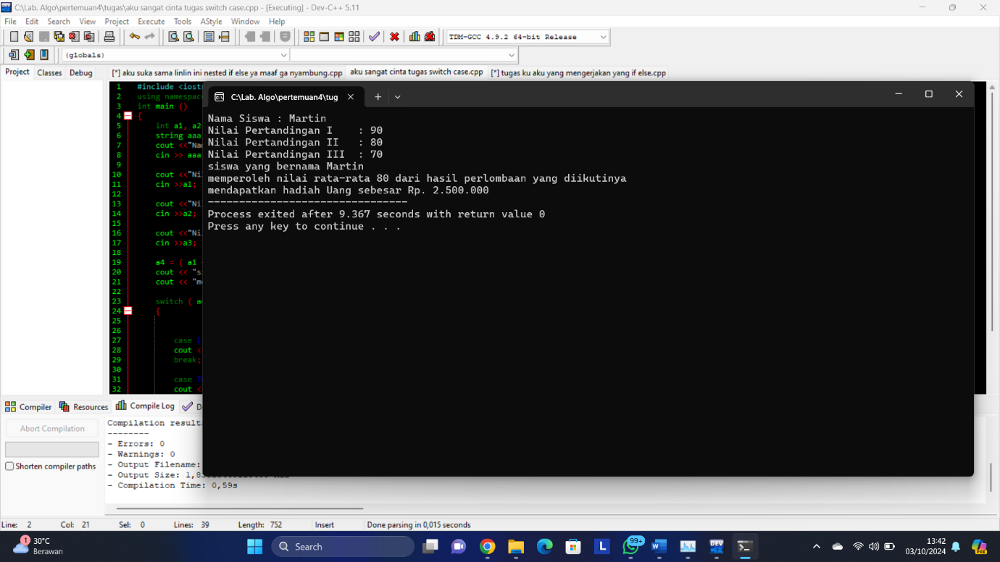 C:\Lab. Algo\pertemuan4\tugas\aku sangat cinta tugas switch case.cpp - [Executing] - Dev-C++ 5.11
File Edit Search View Project Execute Tools AStyle Window Help
TDM-GCC 4.9.2 64-bit Release
(globals)
Project Classes Debug
[*] aku suka sama linlin ini nested if else ya maaf ga nyambung.cpp aku sangat cinta tugas switch case.cpp [*] tugas ku aku yang mengerjakan yang if else.cpp
C:\Lab. Algo\pertemuan4\tug
1 #include <iost
2 using namespace
3 int main ()
4 {
5 int a1, a2
6 string aaa
7 cout <<"Na
8 cin >> aaa
9
10 cout <<"Ni
11 cin >>a1;
12
13 cout <<"Ni
14 cin >>a2;
15
16 cout <<"Ni
17 cin >>a3;
18
19 a4 = ( a1
20 cout << "s
21 cout << "m
22
23 switch ( a
24 {
25
26
27 case 1
28 cout <
29 break;
30
31 case 7
32 cout <
Nama Siswa : Martin
Nilai Pertandingan I : 90
Nilai Pertandingan II : 80
Nilai Pertandingan III : 70
siswa yang bernama Martin
memperoleh nilai rata-rata 80 dari hasil perlombaan yang diikutinya
mendapatkan hadiah Uang sebesar Rp. 2.500.000
--------------------------------
Process exited after 9.367 seconds with return value 0
Press any key to continue . . .
Compiler Resources Compile Log D
Abort Compilation
Shorten compiler paths
Compilation result
--------
- Errors: 0
- Warnings: 0
- Output Filename:
- Output Size: 1,8
- Compilation Time: 0,59s
Line: 2 Col: 21 Sel: 0 Lines: 39 Length: 752 Insert Done parsing in 0,015 seconds
1
30°C
Berawan
Search
L
99+
W
DEV
PRE
13:42
03/10/2024